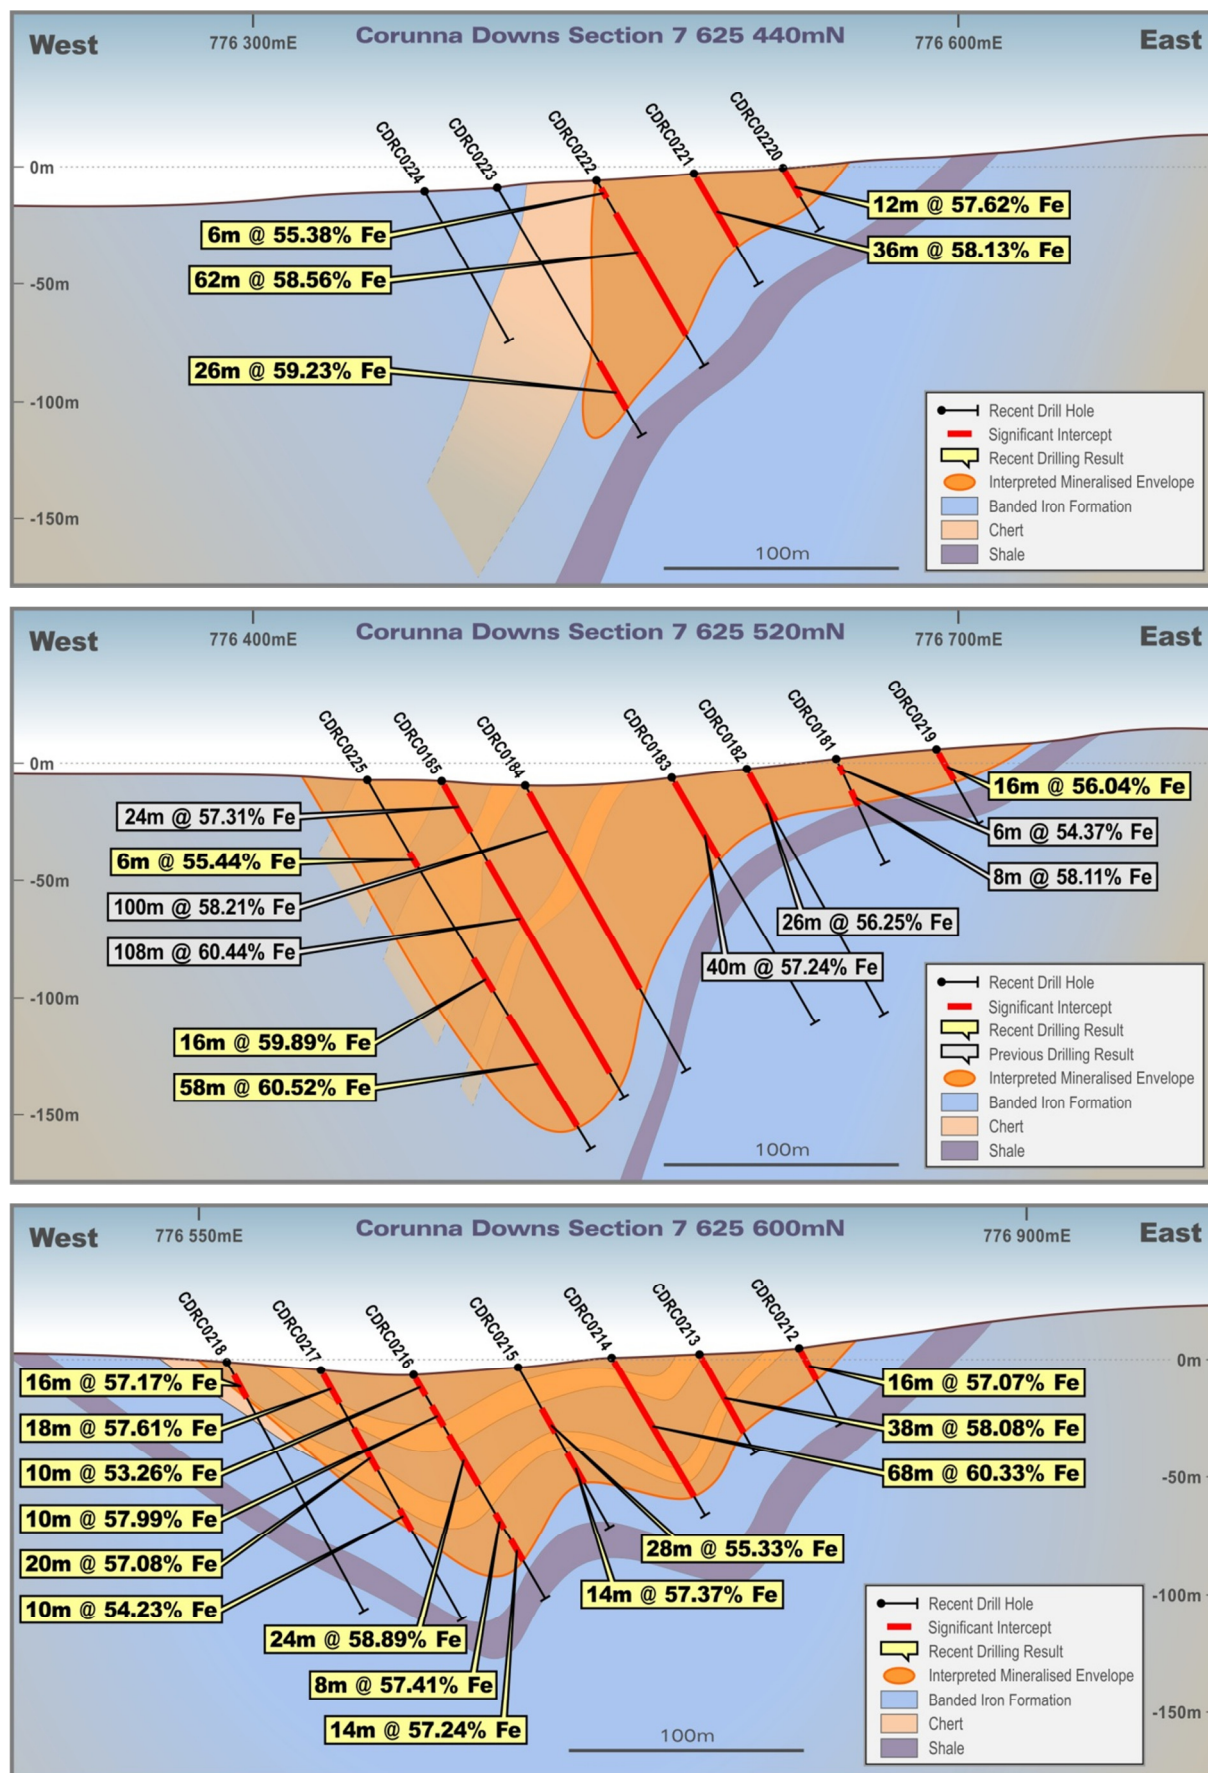 West
776 300mE
Corunna Downs Section 7 625 440mN
776 600mE
East
CDRC0224
CDRC0223
CDRC0222
CDRC0221
CDRC02220
0m
-50m
-100m
-150m
6m @ 55.38% Fe
62m @ 58.56% Fe
26m @ 59.23% Fe
12m @ 57.62% Fe
36m @ 58.13% Fe
Recent Drill Hole
Significant Intercept
Recent Drilling Result
Interpreted Mineralised Envelope
Banded Iron Formation
Chert
Shale
100m
West
776 400mE
Corunna Downs Section 7 625 520mN
776 700mE
East
CDRC0225
CDRC0185
CDRC0184
CDRC0183
CDRC0182
CDRC0181
CDRC0219
0m
-50m
-100m
-150m
24m @ 57.31% Fe
6m @ 55.44% Fe
100m @ 58.21% Fe
108m @ 60.44% Fe
16m @ 59.89% Fe
58m @ 60.52% Fe
16m @ 56.04% Fe
6m @ 54.37% Fe
8m @ 58.11% Fe
26m @ 56.25% Fe
40m @ 57.24% Fe
Recent Drill Hole
Significant Intercept
Recent Drilling Result
Previous Drilling Result
Interpreted Mineralised Envelope
Banded Iron Formation
Chert
Shale
100m
West
776 550mE
Corunna Downs Section 7 625 600mN
776 900mE
East
CDRC0218
CDRC0217
CDRC0216
CDRC0215
CDRC0214
CDRC0213
CDRC0212
0m
-50m
-100m
-150m
16m @ 57.17% Fe
18m @ 57.61% Fe
10m @ 53.26% Fe
10m @ 57.99% Fe
20m @ 57.08% Fe
10m @ 54.23% Fe
24m @ 58.89% Fe
8m @ 57.41% Fe
14m @ 57.24% Fe
16m @ 57.07% Fe
38m @ 58.08% Fe
68m @ 60.33% Fe
28m @ 55.33% Fe
14m @ 57.37% Fe
Recent Drill Hole
Significant Intercept
Recent Drilling Result
Interpreted Mineralised Envelope
Banded Iron Formation
Chert
Shale
100m